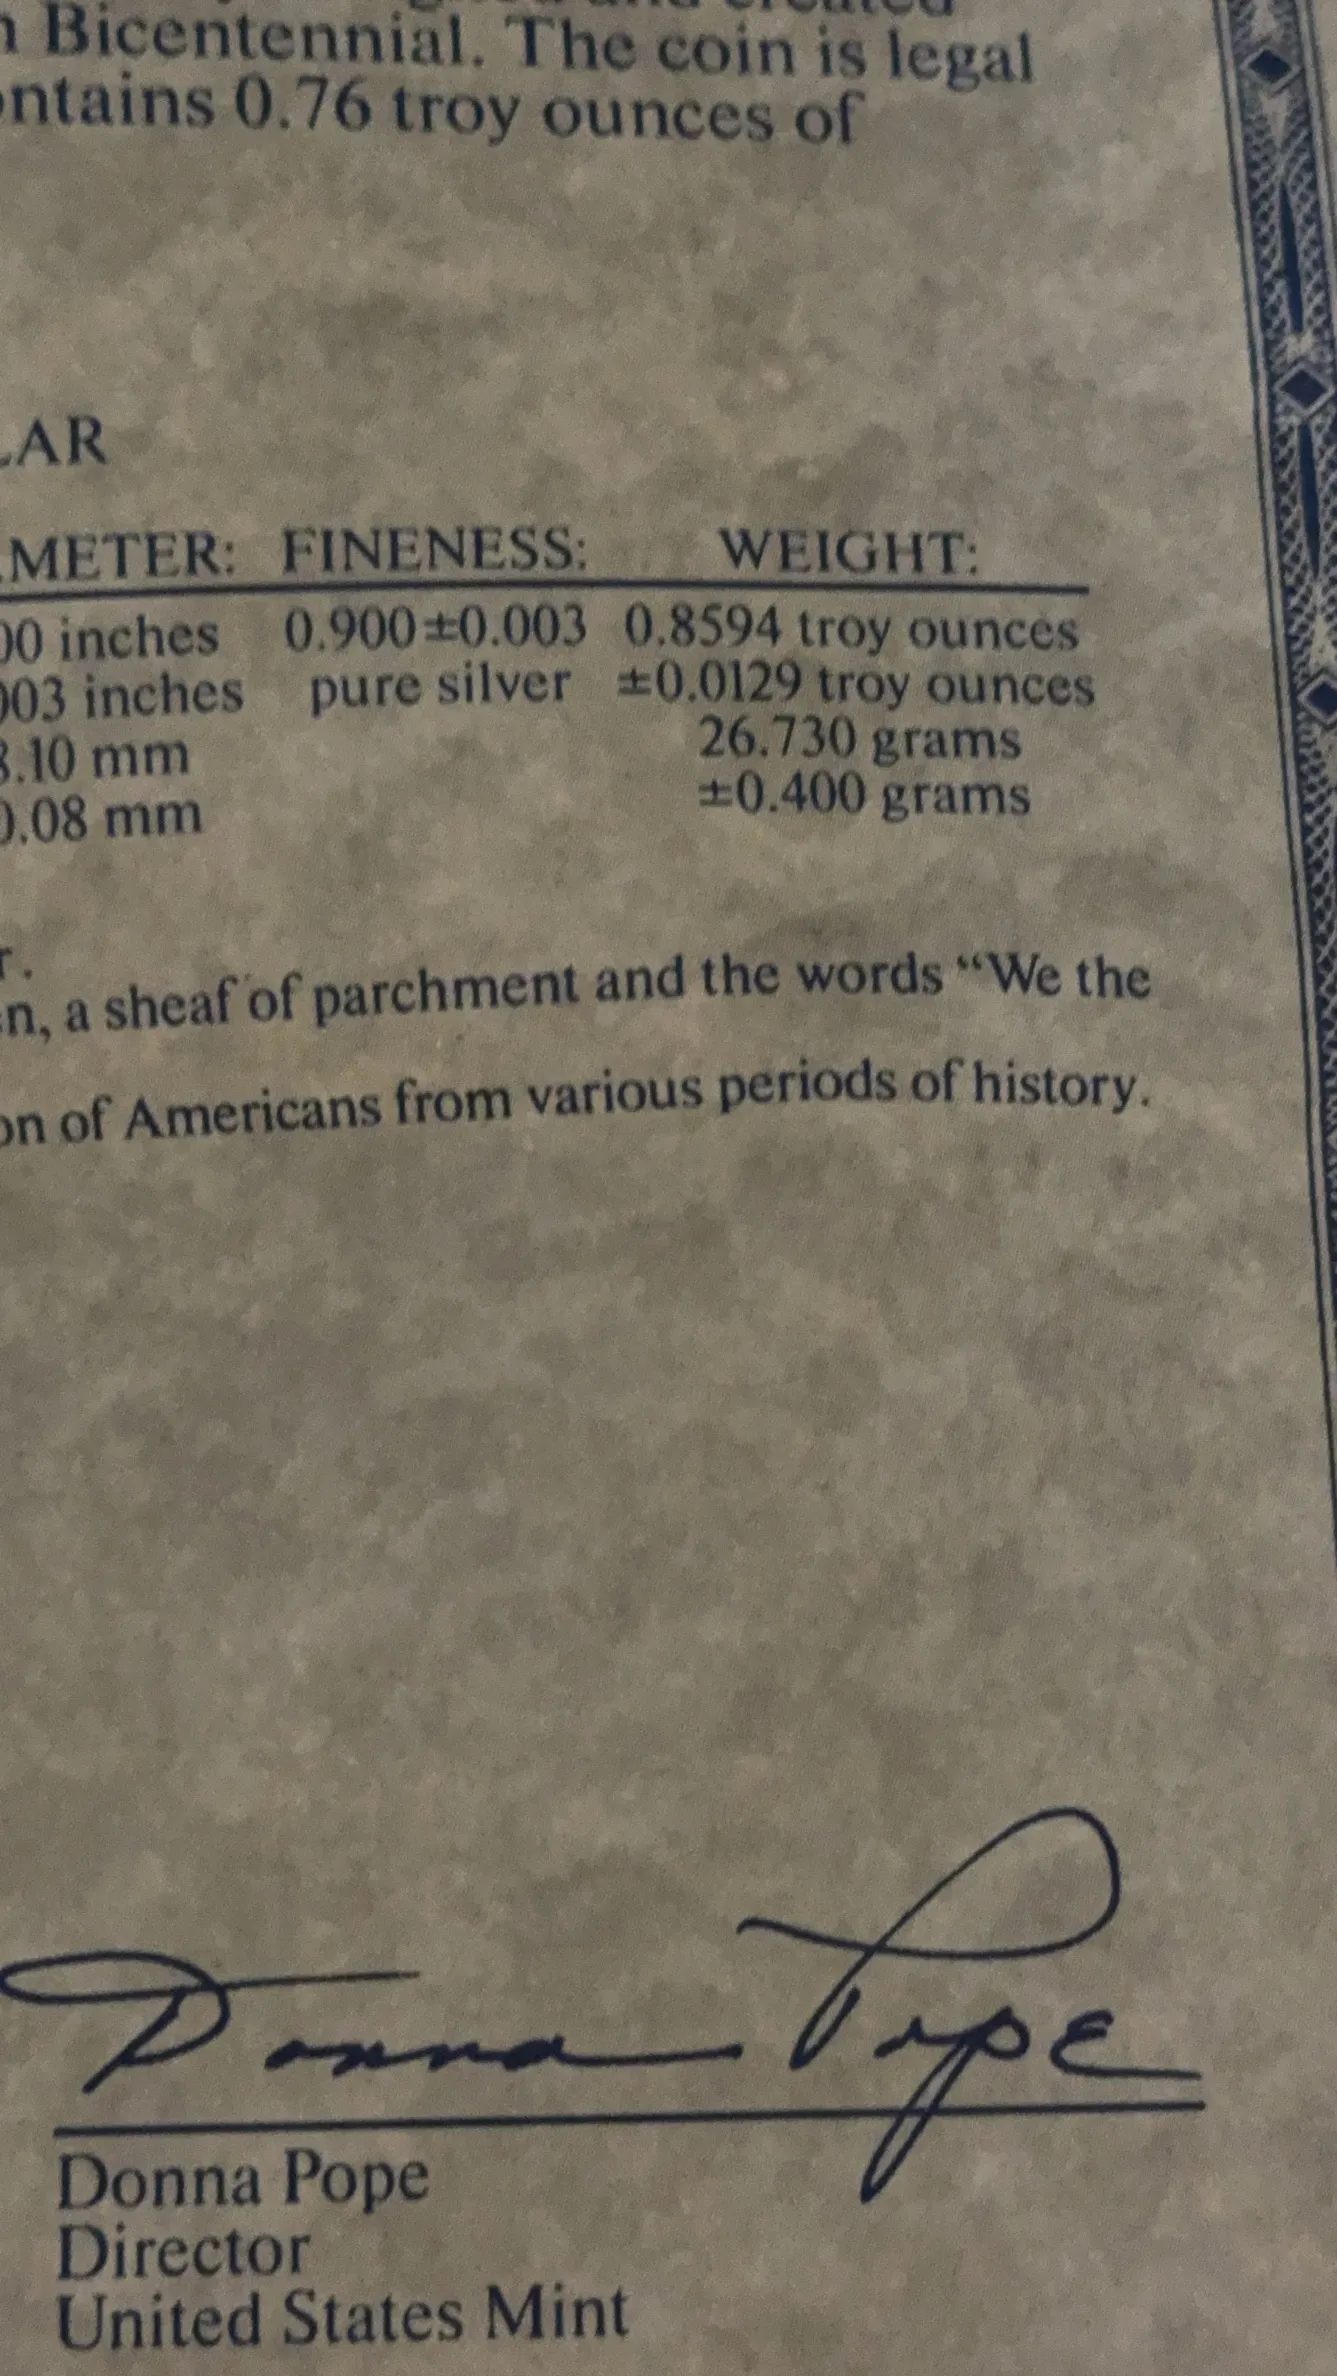 Bicentennial. The coin is legal
ntains 0.76 troy ounces of
LAR
METER: FINENESS: WEIGHT:
00 inches 0.900±0.003 0.8594 troy ounces
003 inches pure silver ±0.0129 troy ounces
8.10 mm 26.730 grams
0.08 mm ±0.400 grams
r.
n, a sheaf of parchment and the words “We the
on of Americans from various periods of history.
Donna Pope
Donna Pope
Director
United States Mint